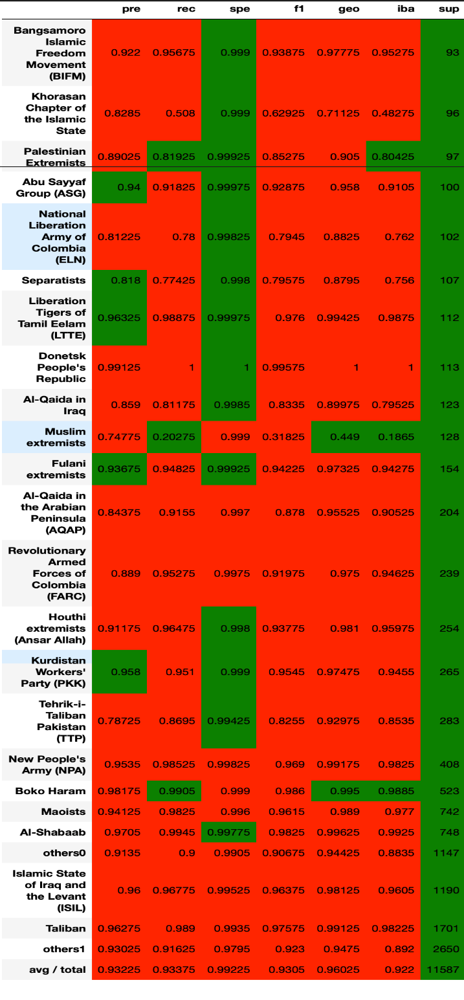 pre rec spe f1 geo iba sup
Bangsamoro
Islamic
Freedom
Movement
(BIFM) 0.922 0.95675 0.999 0.93875 0.97775 0.95275 93
Khorasan
Chapter of
the Islamic
State 0.8285 0.508 0.999 0.62925 0.71125 0.48275 96
Palestinian
Extremists 0.89025 0.81925 0.99925 0.85275 0.905 0.80425 97
Abu Sayyaf
Group (ASG) 0.94 0.91825 0.99975 0.92875 0.958 0.9105 100
National
Liberation
Army of
Colombia
(ELN) 0.81225 0.78 0.99825 0.7945 0.8825 0.762 102
Separatists 0.818 0.77425 0.998 0.79575 0.8795 0.756 107
Liberation
Tigers of
Tamil Eelam
(LTTE) 0.96325 0.98875 0.99975 0.976 0.99425 0.9875 112
Donetsk
People's
Republic 0.99125 1 1 0.99575 1 1 113
Al-Qaida in
Iraq 0.859 0.81175 0.9985 0.8335 0.89975 0.79525 123
Muslim
extremists 0.74775 0.20275 0.999 0.31825 0.449 0.1865 128
Fulani
extremists 0.93675 0.94825 0.99925 0.94225 0.97325 0.94275 154
Al-Qaida in
the Arabian
Peninsula
(AQAP) 0.84375 0.9155 0.997 0.878 0.95525 0.90525 204
Revolutionary
Armed
Forces of
Colombia
(FARC) 0.889 0.95275 0.9975 0.91975 0.975 0.94625 239
Houthi
extremists
(Ansar Allah) 0.91175 0.96475 0.998 0.93775 0.981 0.95975 254
Kurdistan
Workers'
Party (PKK) 0.958 0.951 0.999 0.9545 0.97475 0.9455 265
Tehrik-i-
Taliban
Pakistan
(TTP) 0.78725 0.8695 0.99425 0.8255 0.92975 0.8535 283
New People's
Army (NPA) 0.9535 0.98525 0.99825 0.969 0.99175 0.9825 408
Boko Haram 0.98175 0.9905 0.999 0.986 0.995 0.9885 523
Maoists 0.94125 0.9825 0.996 0.9615 0.989 0.977 742
Al-Shabaab 0.9705 0.9945 0.99775 0.9825 0.99625 0.9925 748
others0 0.9135 0.9 0.9905 0.90675 0.94425 0.8835 1147
Islamic State
of Iraq and
the Levant
(ISIL) 0.96 0.96775 0.99525 0.96375 0.98125 0.9605 1190
Taliban 0.96275 0.989 0.9935 0.97575 0.99125 0.98225 1701
others1 0.93025 0.91625 0.9795 0.923 0.9475 0.892 2650
avg / total 0.93225 0.93375 0.99225 0.9305 0.96025 0.922 11587